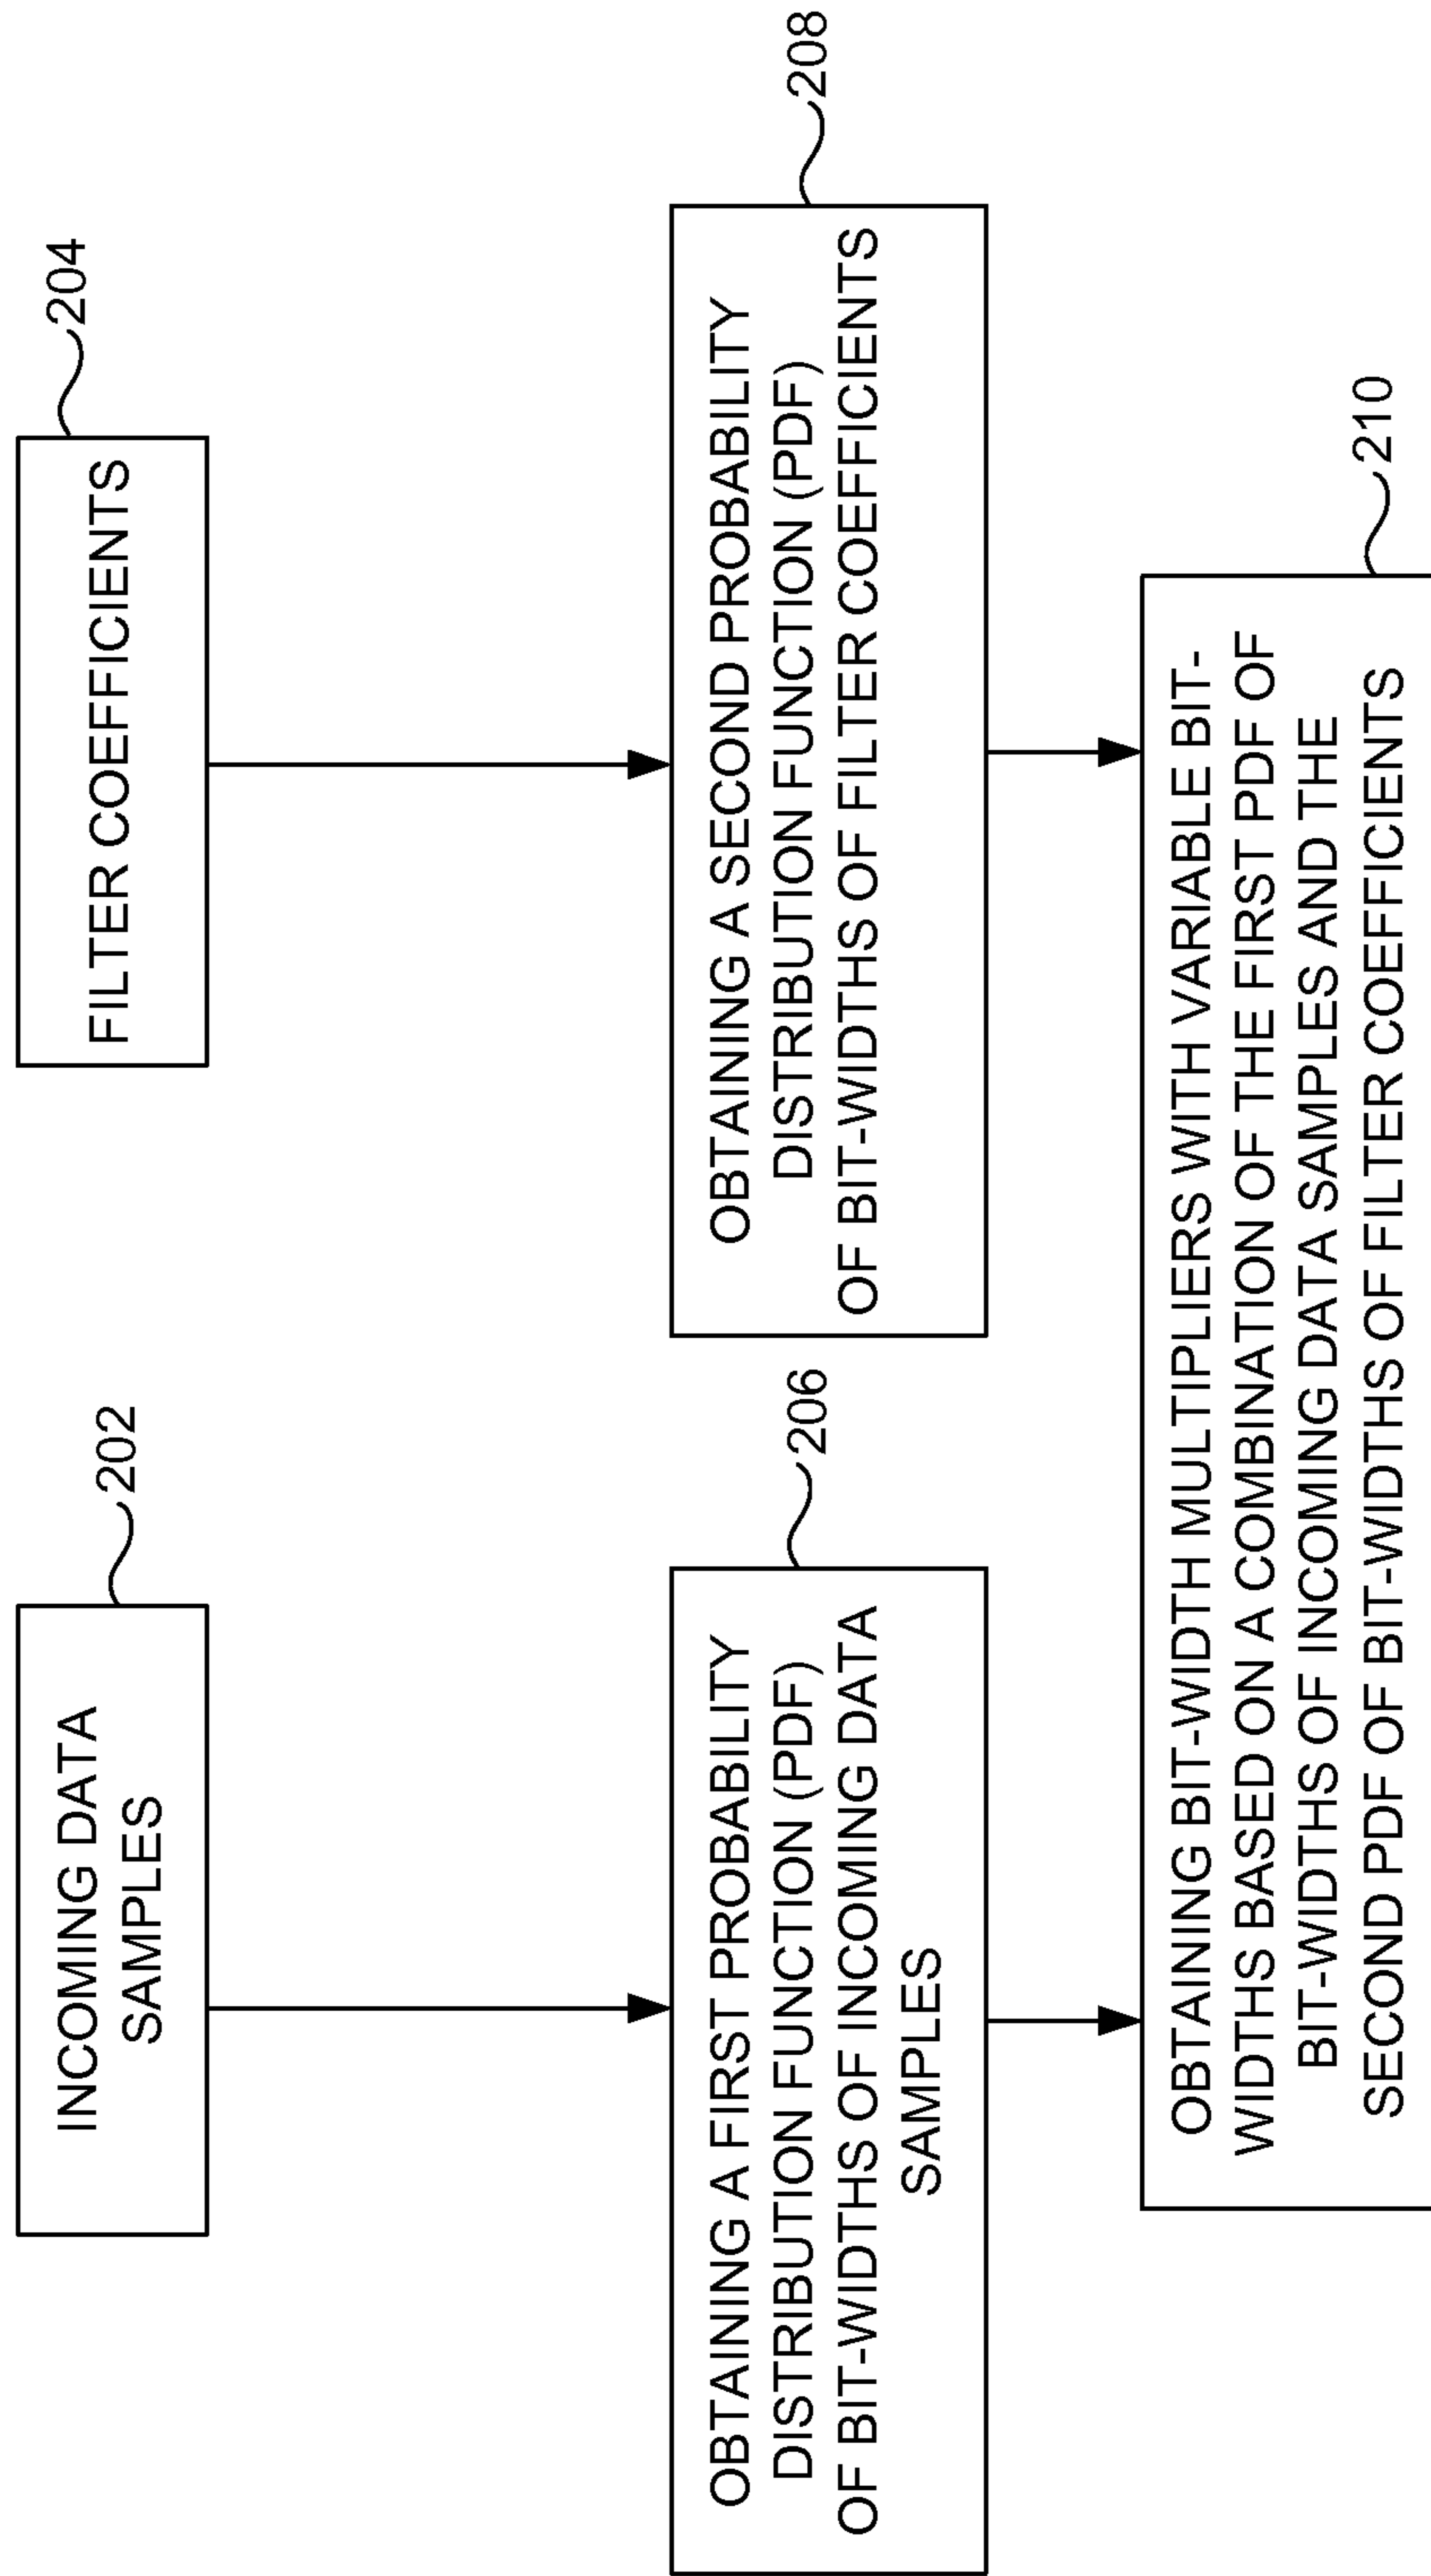 INCOMING DATA
SAMPLES
202
FILTER COEFFICIENTS
204
OBTAINING A FIRST PROBABILITY
DISTRIBUTION FUNCTION (PDF)
OF BIT-WIDTHS OF INCOMING DATA
SAMPLES
206
OBTAINING A SECOND PROBABILITY
DISTRIBUTION FUNCTION (PDF)
OF BIT-WIDTHS OF FILTER COEFFICIENTS
208
OBTAINING BIT-WIDTH MULTIPLIERS WITH VARIABLE BIT-
WIDTHS BASED ON A COMBINATION OF THE FIRST PDF OF
BIT-WIDTHS OF INCOMING DATA SAMPLES AND THE
SECOND PDF OF BIT-WIDTHS OF FILTER COEFFICIENTS
210